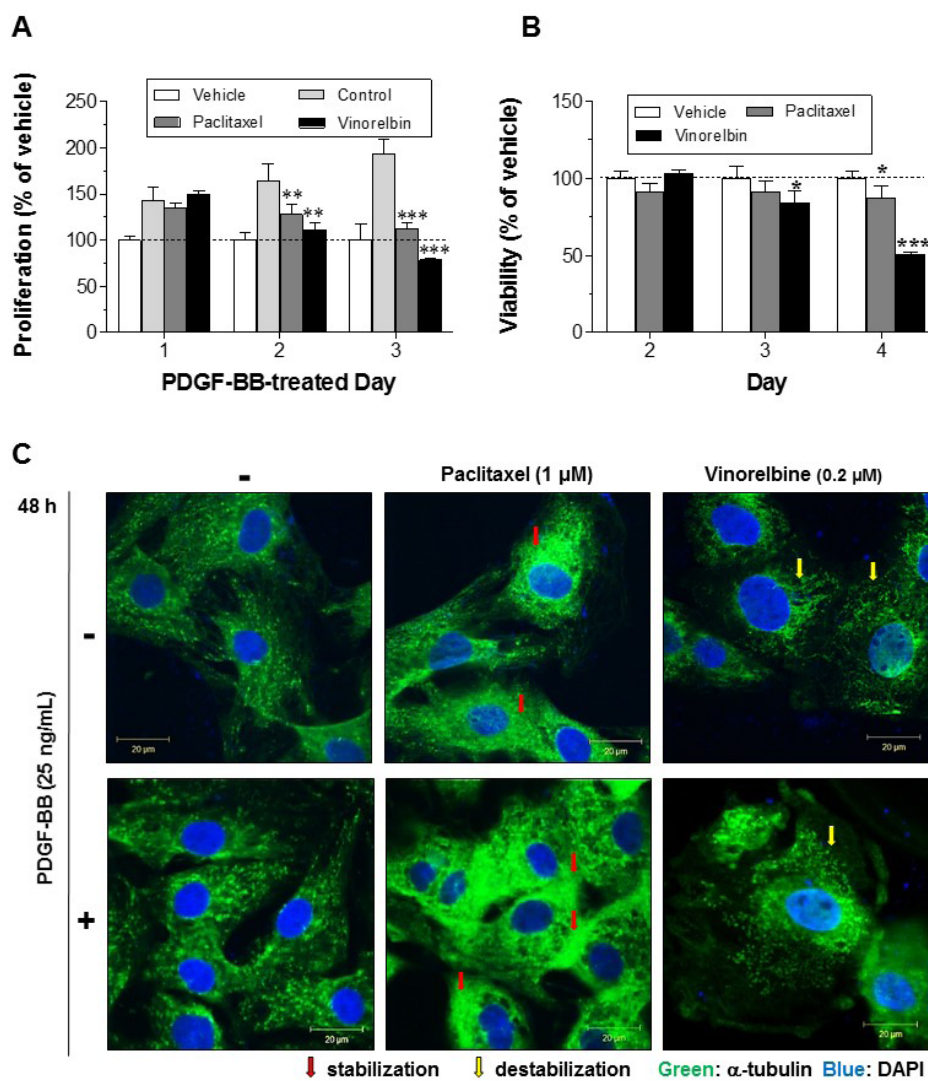 A
Proliferation (% of vehicle)
250
200
150
100
50
0
Vehicle
Control
Paclitaxel
Vinorelbin
**
**
***
***
1
2
3
PDGF-BB-treated Day
B
Viability (% of vehicle)
150
100
50
0
Vehicle
Paclitaxel
Vinorelbin
*
*
***
2
3
4
Day
C
48 h
-
Paclitaxel (1 µM)
Vinorelbine (0.2 µM)
PDGF-BB (25 ng/mL)
-
20 µm
20 µm
20 µm
+
20 µm
20 µm
20 µm
stabilization
destabilization
Green: α-tubulin Blue: DAPI